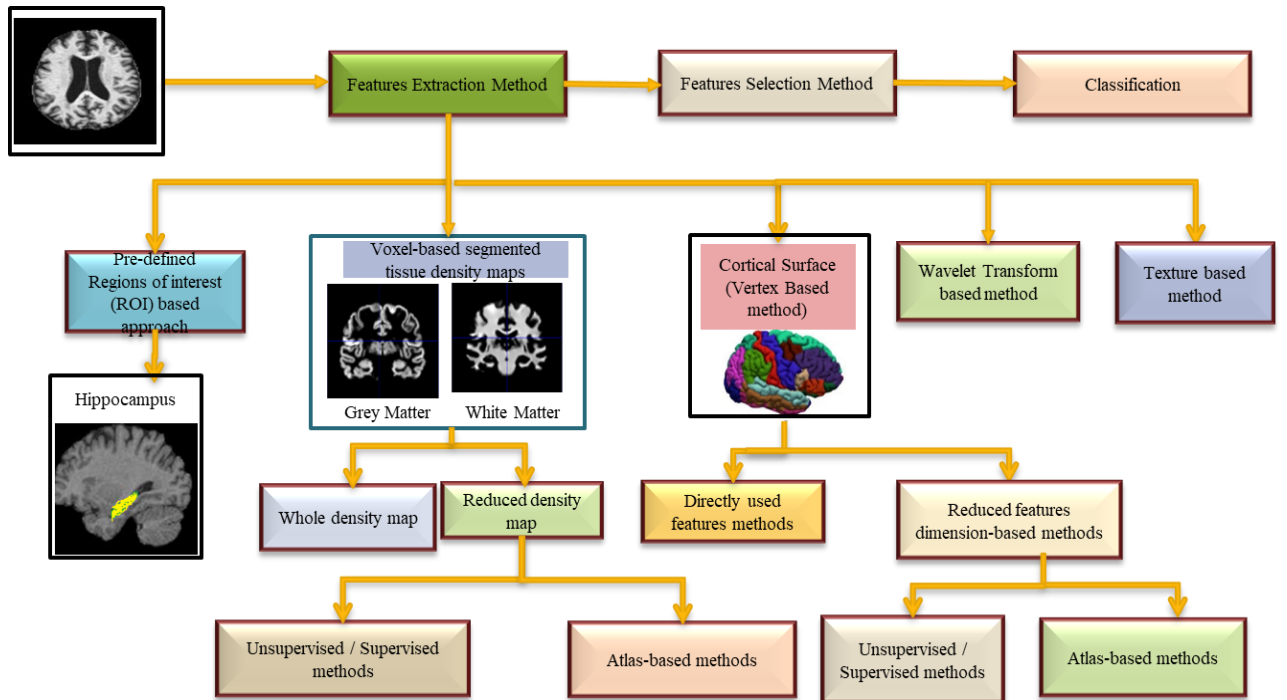 Features Extraction Method
Features Selection Method
Classification
Pre-defined
Regions of interest
(ROI) based
approach
Voxel-based segmented
tissue density maps
Grey Matter
White Matter
Cortical Surface
(Vertex Based
method)
Wavelet Transform
based method
Texture based
method
Hippocampus
Whole density map
Reduced density
map
Directly used
features methods
Reduced features
dimension-based methods
Unsupervised / Supervised
methods
Atlas-based methods
Unsupervised /
Supervised methods
Atlas-based methods